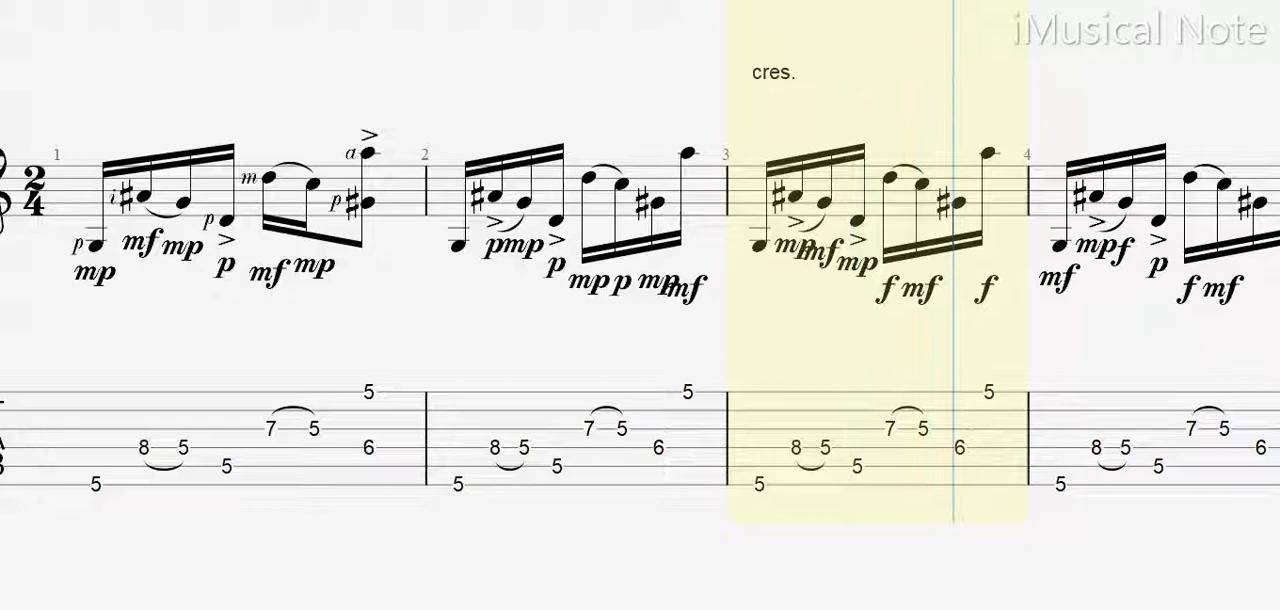 iMusical Note
cres.
2
4
1 2 3 4
a
i m p
p p
mf mp mp
mp p mf mp
p mp p mp p mp mf
mp mf mp f mf f
mf mp f p f mf
5 5 5
7 5 7 5 7 5 7 5
8 5 6 8 5 6 8 5 6 8 5 6
5 5 5 5
5 5 5 5